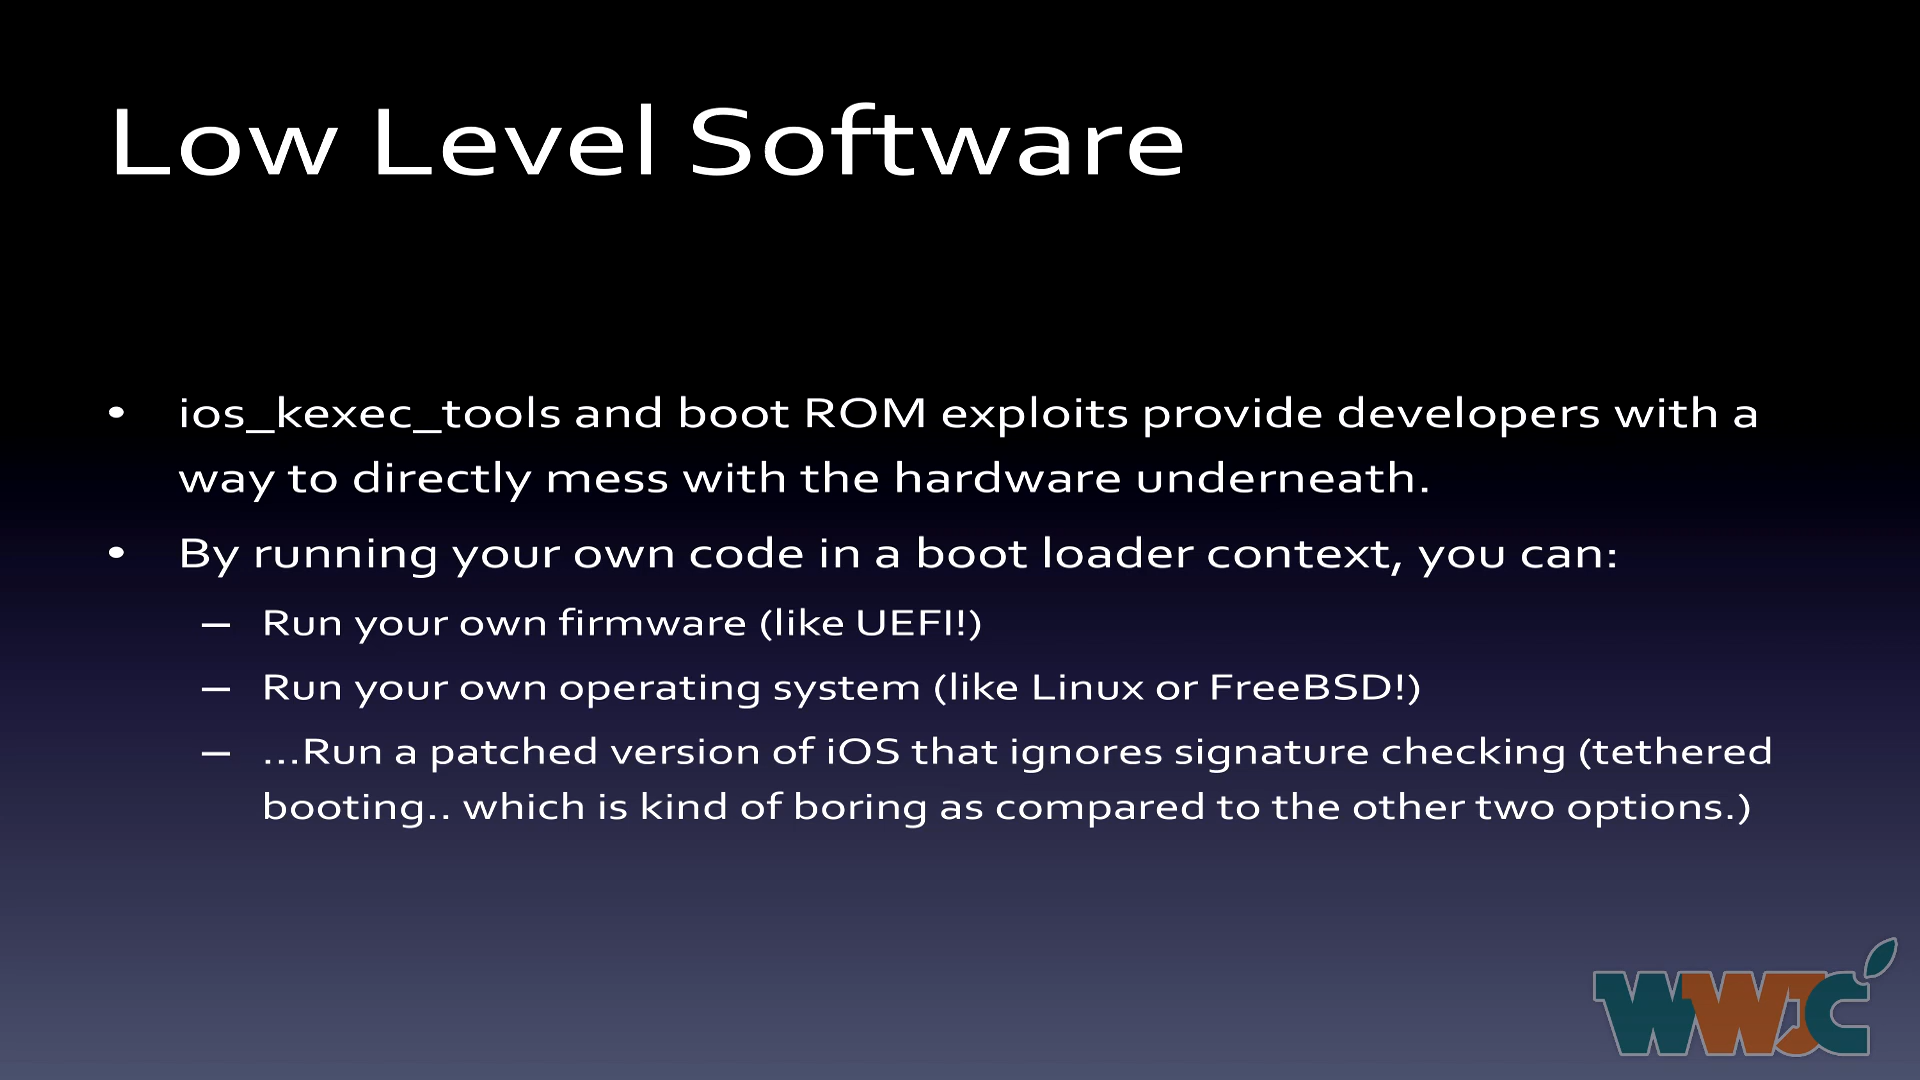 Low Level Software
• ios_kexec_tools and boot ROM exploits provide developers with a
way to directly mess with the hardware underneath.
• By running your own code in a boot loader context, you can:
– Run your own firmware (like UEFI!)
– Run your own operating system (like Linux or FreeBSD!)
– ...Run a patched version of iOS that ignores signature checking (tethered
booting.. which is kind of boring as compared to the other two options.)
WWJC